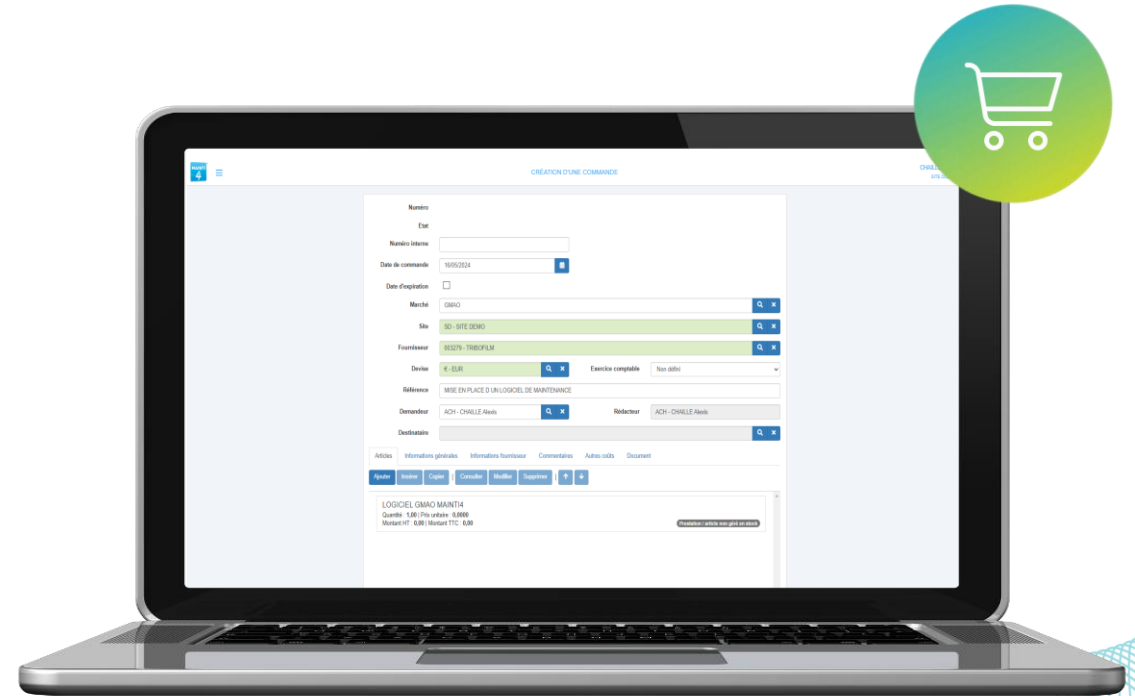 MAINTI
4
CRÉATION D'UNE COMMANDE
Numéro
Etat
Numéro interne
Date de commande 16/05/2024
Date d'expiration
Marché GMAO
Site SD - SITE DEMO
Fournisseur - TRIBOFILM
Devise € - EUR Exercice comptable Non défini
Référence MISE EN PLACE D UN LOGICIEL DE MAINTENANCE
Demandeur ACH - CHAILLE Alexis Rédacteur ACH - CHAILLE Alexis
Destinataire
Articles Informations générales Informations fournisseur Commentaires Autres coûts Document
Ajouter Insérer Copier | Consulter Modifier Supprimer |
LOGICIEL GMAO MAINTI4
Quantité : 1,00 | Prix unitaire : 0,0000
Montant HT : 0,00 | Montant TTC : 0,00
Prestation / article non géré en stock